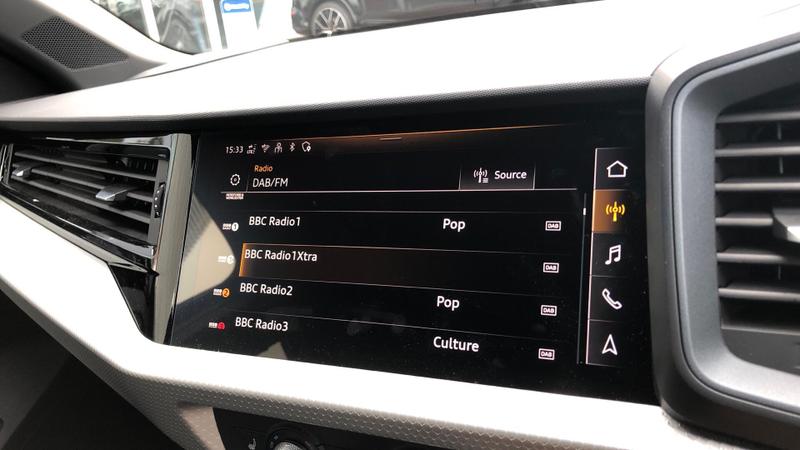 15:33
Radio
DAB/FM
Source
BBC Radio1 Pop DAB
BBC Radio1Xtra DAB
BBC Radio2 Pop DAB
BBC Radio3 Culture DAB